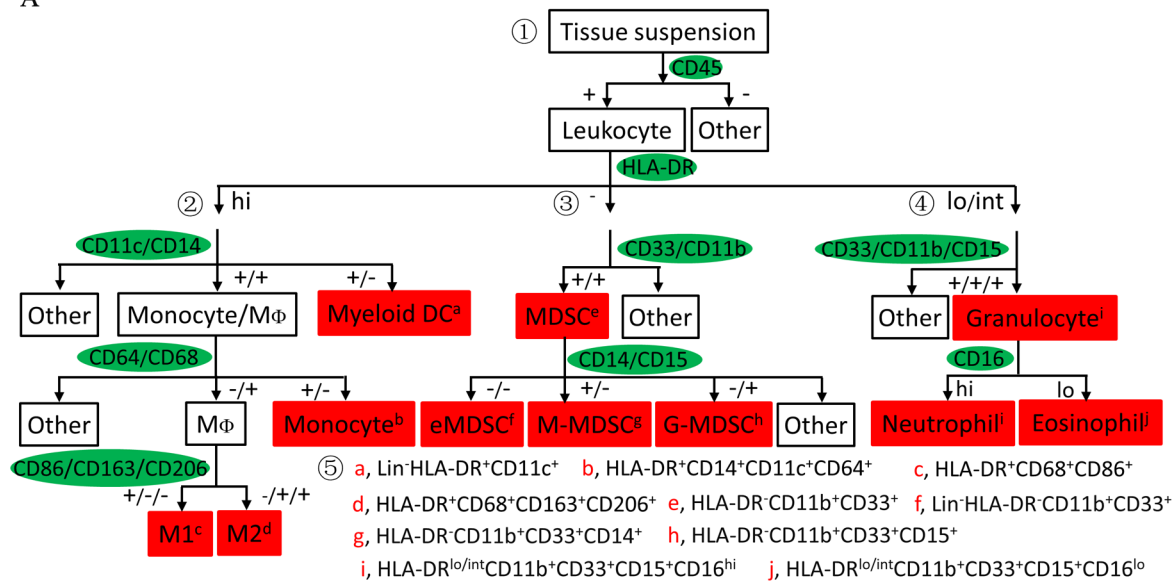 A
① Tissue suspension
CD45
+ -
Leukocyte Other
HLA-DR
② hi ③ - ④ lo/int
CD11c/CD14 CD33/CD11b CD33/CD11b/CD15
+/+ +/- +/+ +/+/+
Other Monocyte/MΦ Myeloid DCᵃ MDSCᵉ Other Other Granulocyteⁱ
CD64/CD68 CD14/CD15 CD16
-/+ +/- -/- +/- -/+ hi lo
Other MΦ Monocyteᵇ eMDSCᶠ M-MDSCᵍ G-MDSCʰ Other Neutrophilⁱ Eosinophilʲ
CD86/CD163/CD206
+/-/- -/+/+
M1ᶜ M2ᵈ
⑤ a, Lin⁻HLA-DR⁺CD11c⁺ b, HLA-DR⁺CD14⁺CD11c⁺CD64⁺ c, HLA-DR⁺CD68⁺CD86⁺
d, HLA-DR⁺CD68⁺CD163⁺CD206⁺ e, HLA-DR⁻CD11b⁺CD33⁺ f, Lin⁻HLA-DR⁻CD11b⁺CD33⁺
g, HLA-DR⁻CD11b⁺CD33⁺CD14⁺ h, HLA-DR⁻CD11b⁺CD33⁺CD15⁺
i, HLA-DRˡᵒ/ⁱⁿᵗCD11b⁺CD33⁺CD15⁺CD16ʰⁱ j, HLA-DRˡᵒ/ⁱⁿᵗCD11b⁺CD33⁺CD15⁺CD16ˡᵒ